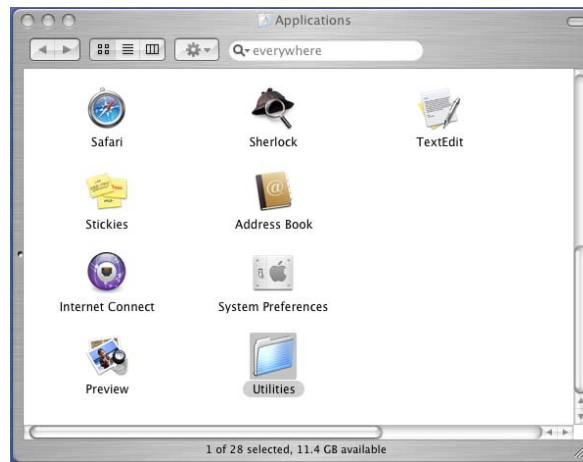 Applications
everywhere
Safari
Sherlock
TextEdit
Stickies
Address Book
Internet Connect
System Preferences
Preview
Utilities
1 of 28 selected, 11.4 GB available